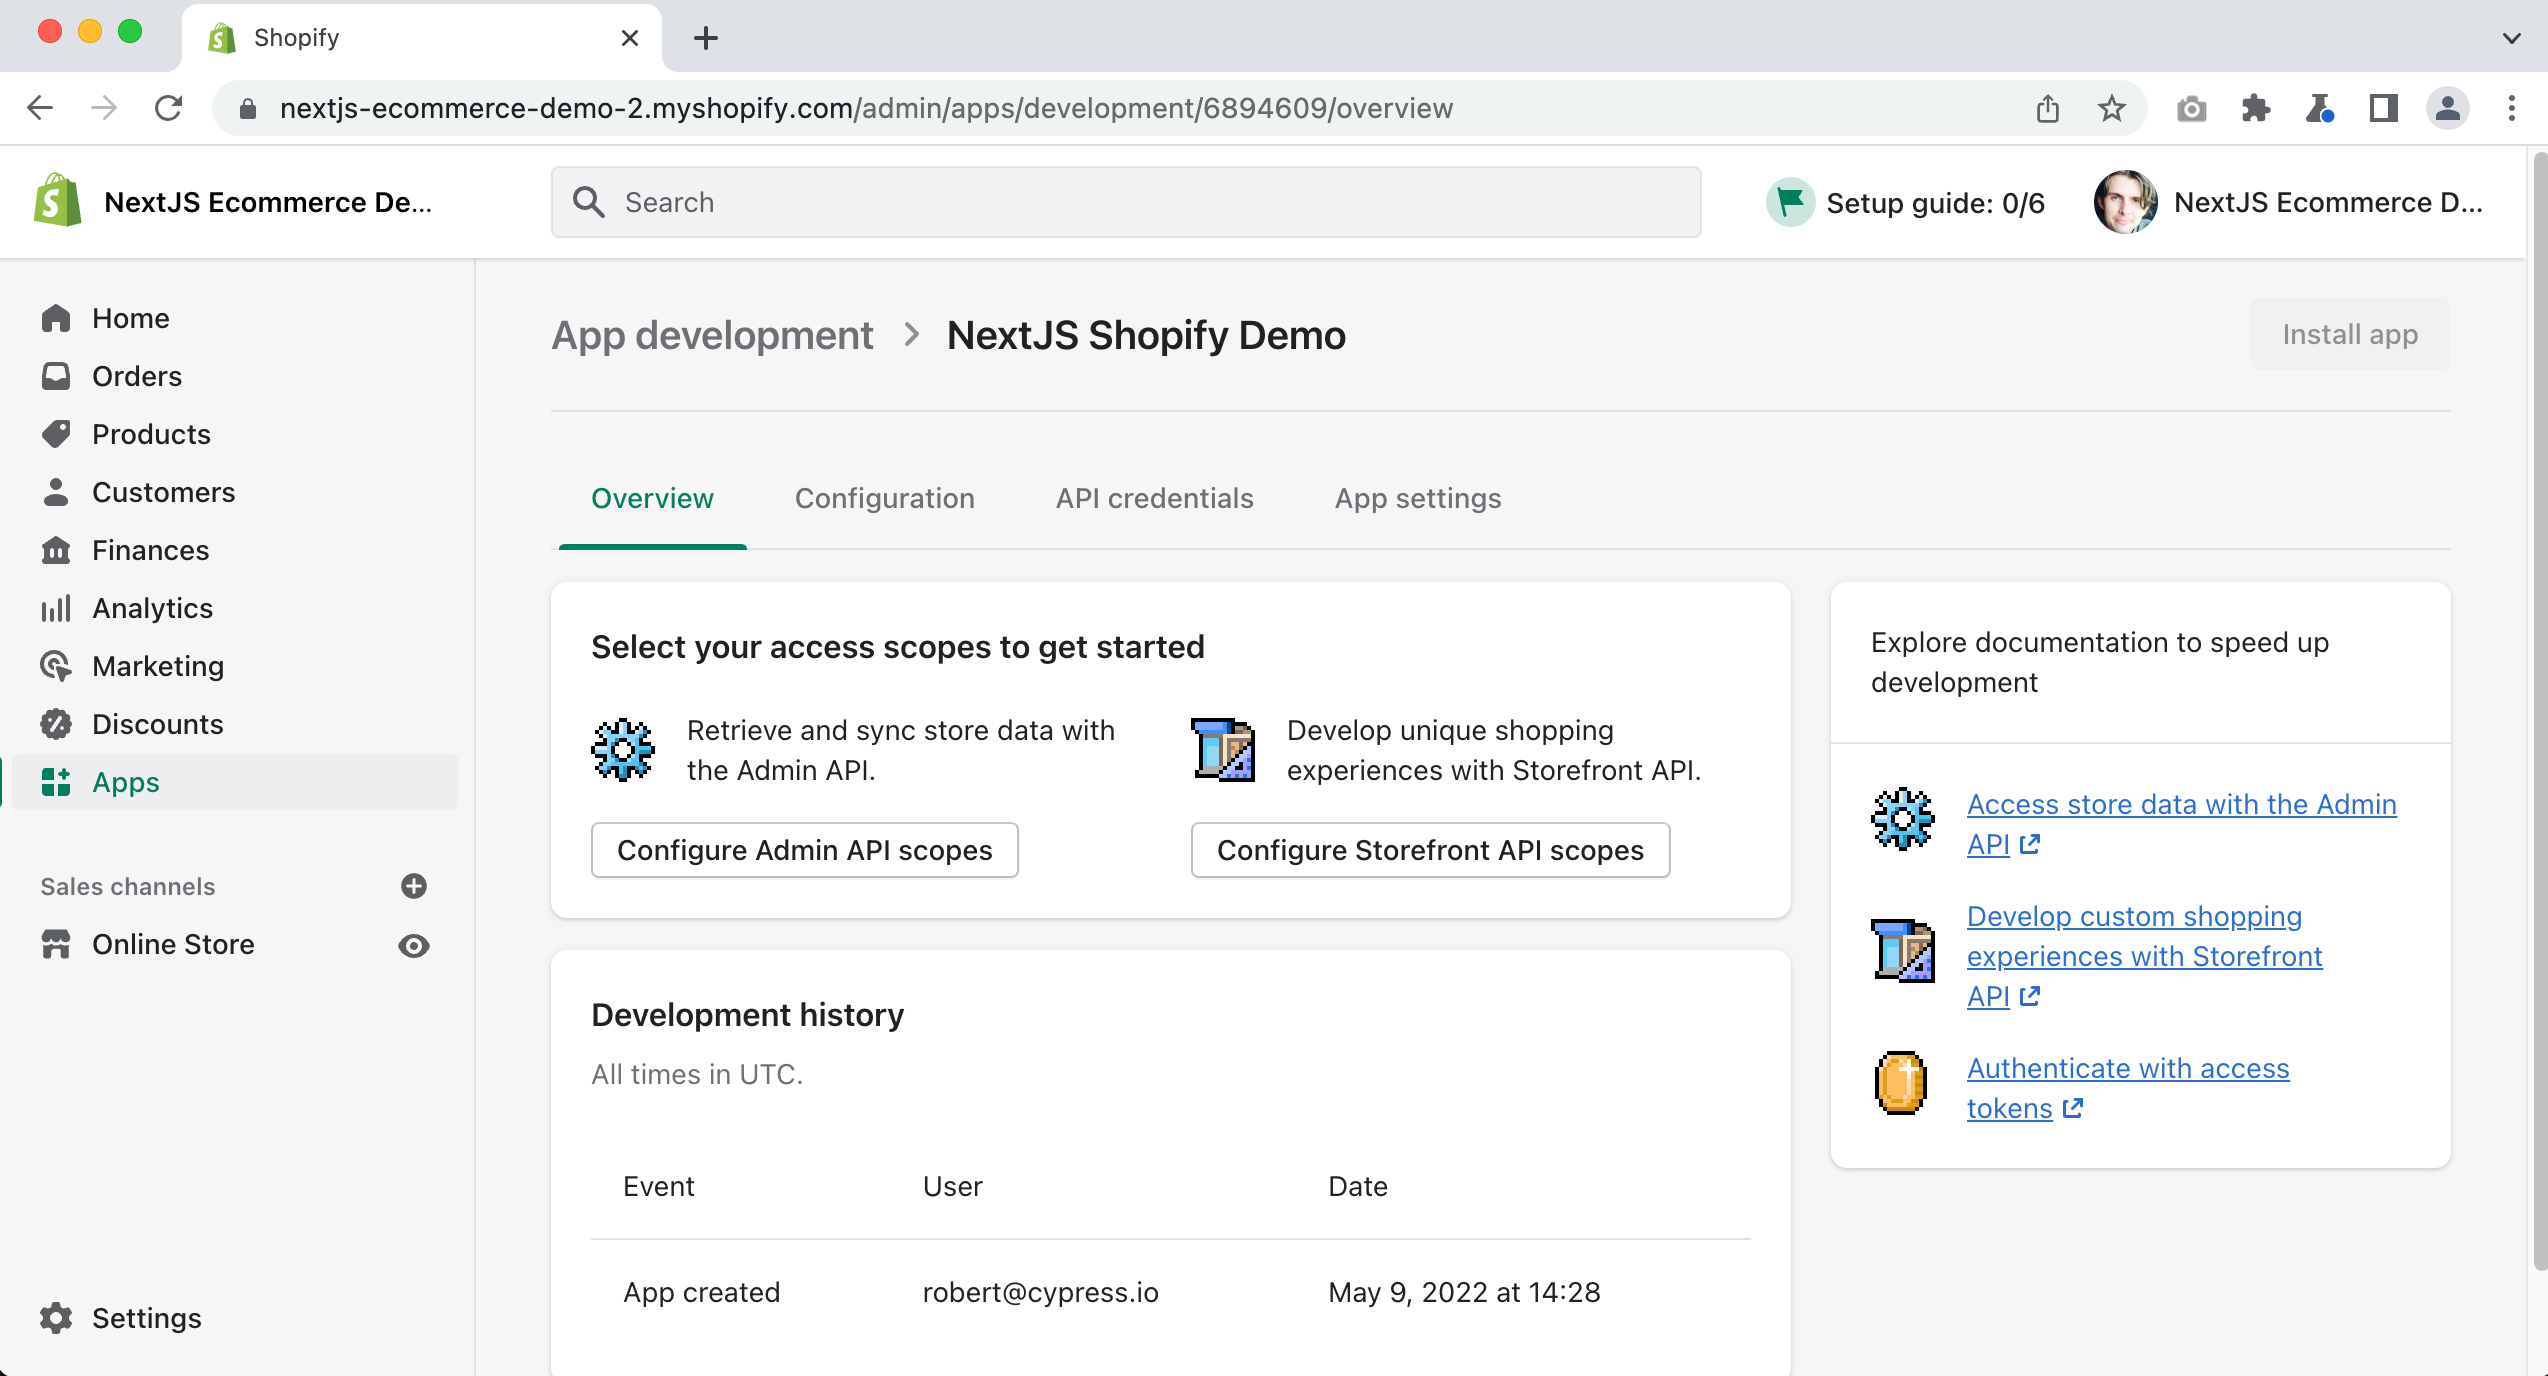 Shopify
nextjs-ecommerce-demo-2.myshopify.com/admin/apps/development/6894609/overview
NextJS Ecommerce De...
Search
Setup guide: 0/6
NextJS Ecommerce D...
Home
Orders
Products
Customers
Finances
Analytics
Marketing
Discounts
Apps
Sales channels
Online Store
Settings
App development > NextJS Shopify Demo
Install app
Overview
Configuration
API credentials
App settings
Select your access scopes to get started
Retrieve and sync store data with
the Admin API.
Configure Admin API scopes
Develop unique shopping
experiences with Storefront API.
Configure Storefront API scopes
Development history
All times in UTC.
Event User Date
App created robert@cypress.io May 9, 2022 at 14:28
Explore documentation to speed up
development
Access store data with the Admin
API
Develop custom shopping
experiences with Storefront
API
Authenticate with access
tokens